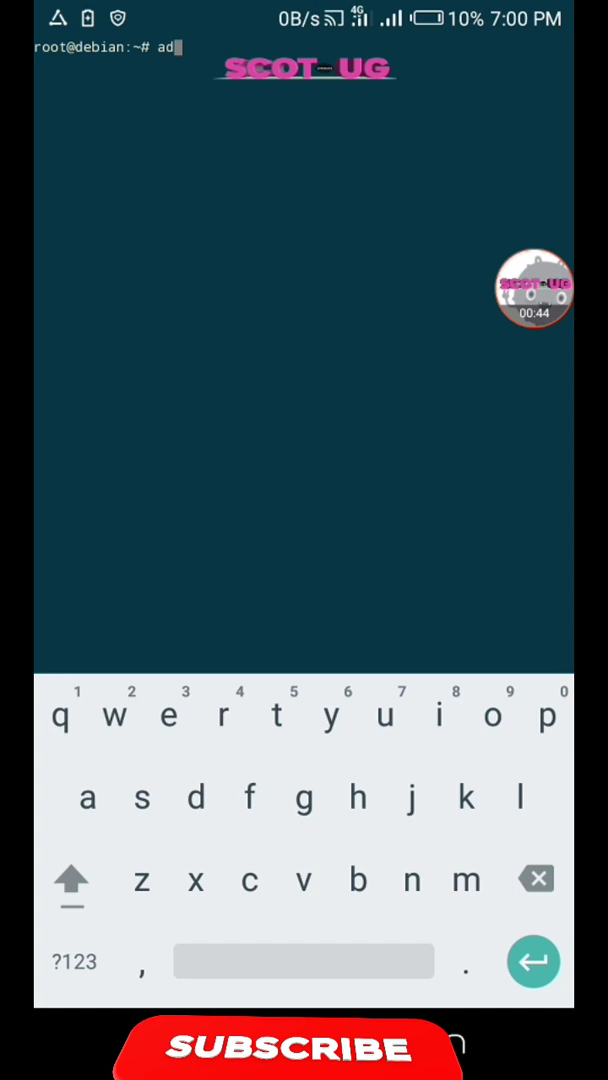 0B/s 4G 10% 7:00 PM
root@debian:~# ad
SCOT-UG
SCOT-UG
00:44
1 2 3 4 5 6 7 8 9 0
q w e r t y u i o p
a s d f g h j k l
z x c v b n m
?123 , .
SUBSCRIBE